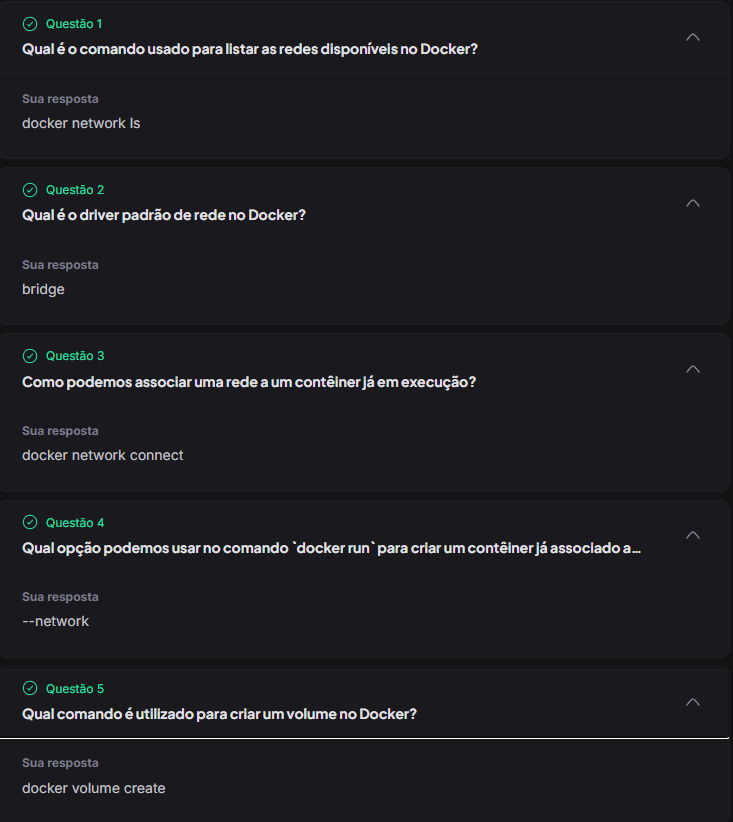 Questão 1
Qual é o comando usado para listar as redes disponíveis no Docker?
Sua resposta
docker network ls
Questão 2
Qual é o driver padrão de rede no Docker?
Sua resposta
bridge
Questão 3
Como podemos associar uma rede a um contêiner já em execução?
Sua resposta
docker network connect
Questão 4
Qual opção podemos usar no comando `docker run` para criar um contêiner já associado a...
Sua resposta
--network
Questão 5
Qual comando é utilizado para criar um volume no Docker?
Sua resposta
docker volume create